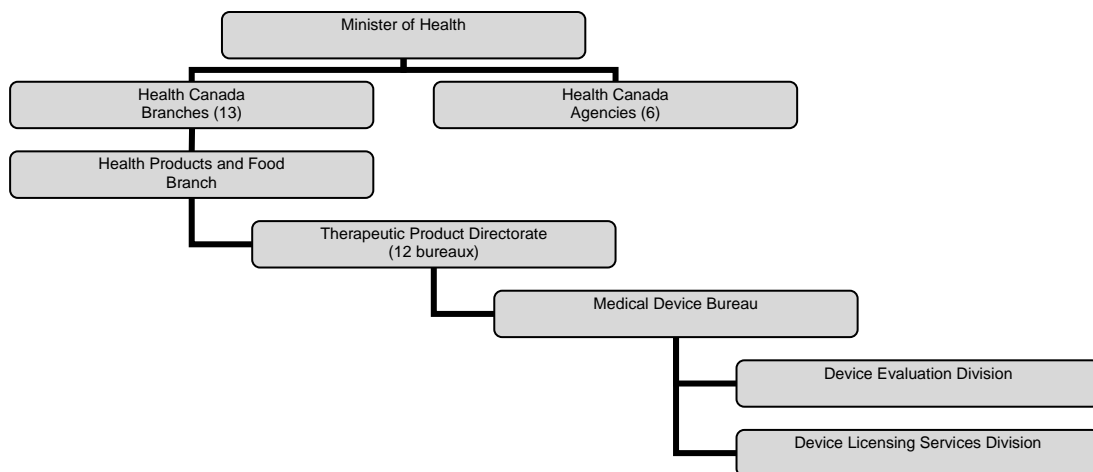 Minister of Health
Health Canada
Branches (13)
Health Canada
Agencies (6)
Health Products and Food
Branch
Therapeutic Product Directorate
(12 bureaux)
Medical Device Bureau
Device Evaluation Division
Device Licensing Services Division